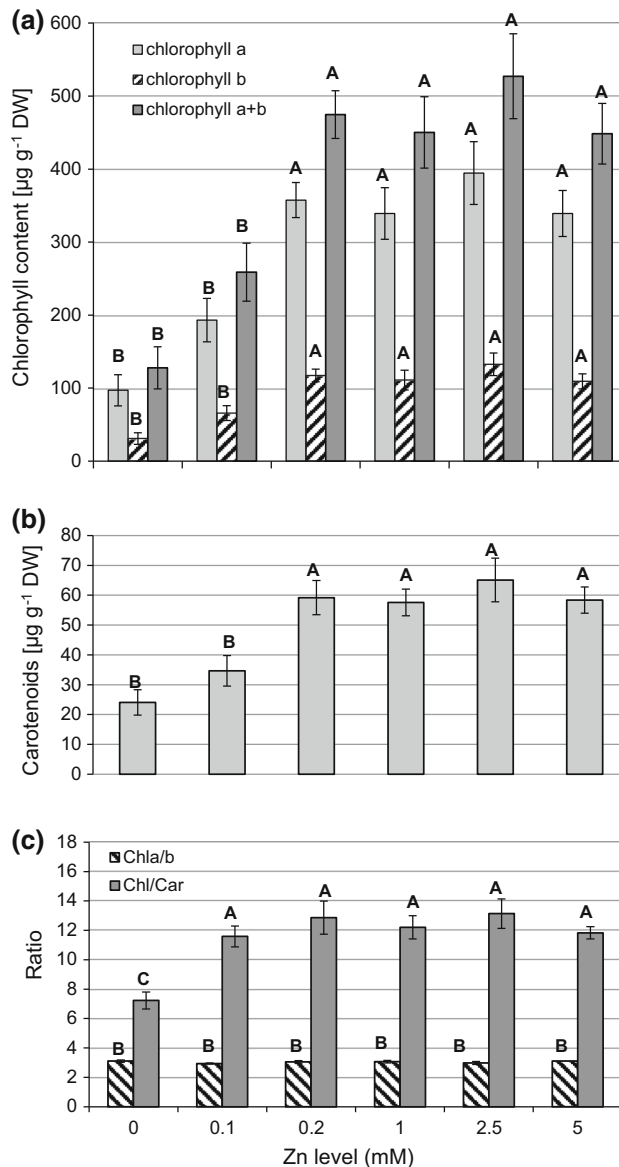 (a)
600
500
400
300
200
100
0
Chlorophyll content [µg g⁻¹ DW]
chlorophyll a
chlorophyll b
chlorophyll a+b
B B B
B B B
A A A
A A A
A A A
A A A
(b)
80
70
60
50
40
30
20
10
0
Carotenoids [µg g⁻¹ DW]
B B A A A A
(c)
18
16
14
12
10
8
6
4
2
0
Ratio
Chla/b
Chl/Car
B C B A B A B A B A B A
0 0.1 0.2 1 2.5 5
Zn level (mM)